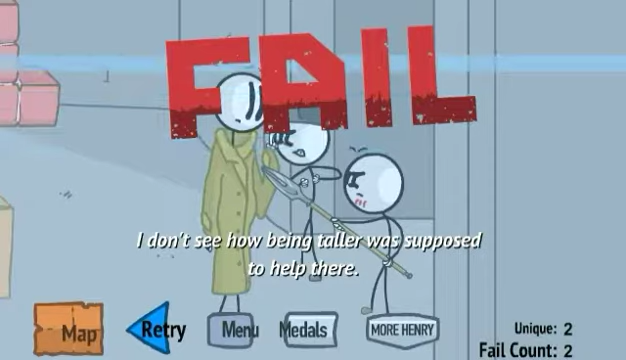 FAIL
I don't see how being taller was supposed
to help there.
Map
Retry
Menu
Medals
MORE HENRY
Unique: 2
Fail Count: 2